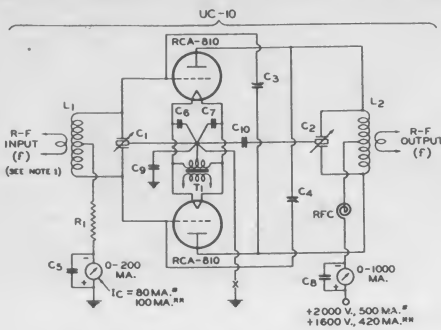 UC-10
RCA-810
C3
L1
C6
C7
L2
R-F
INPUT
(f)
(SEE NOTE 1)
C1
C10
C2
R-F
OUTPUT
(f)
C9
T1
C4
R1
RFC
RCA-810
C5
0-200
MA.
IC = 80 MA.*
100 MA.**
C8
0-1000
MA.
+2000 V., 500 MA.*
+1600 V., 420 MA.**